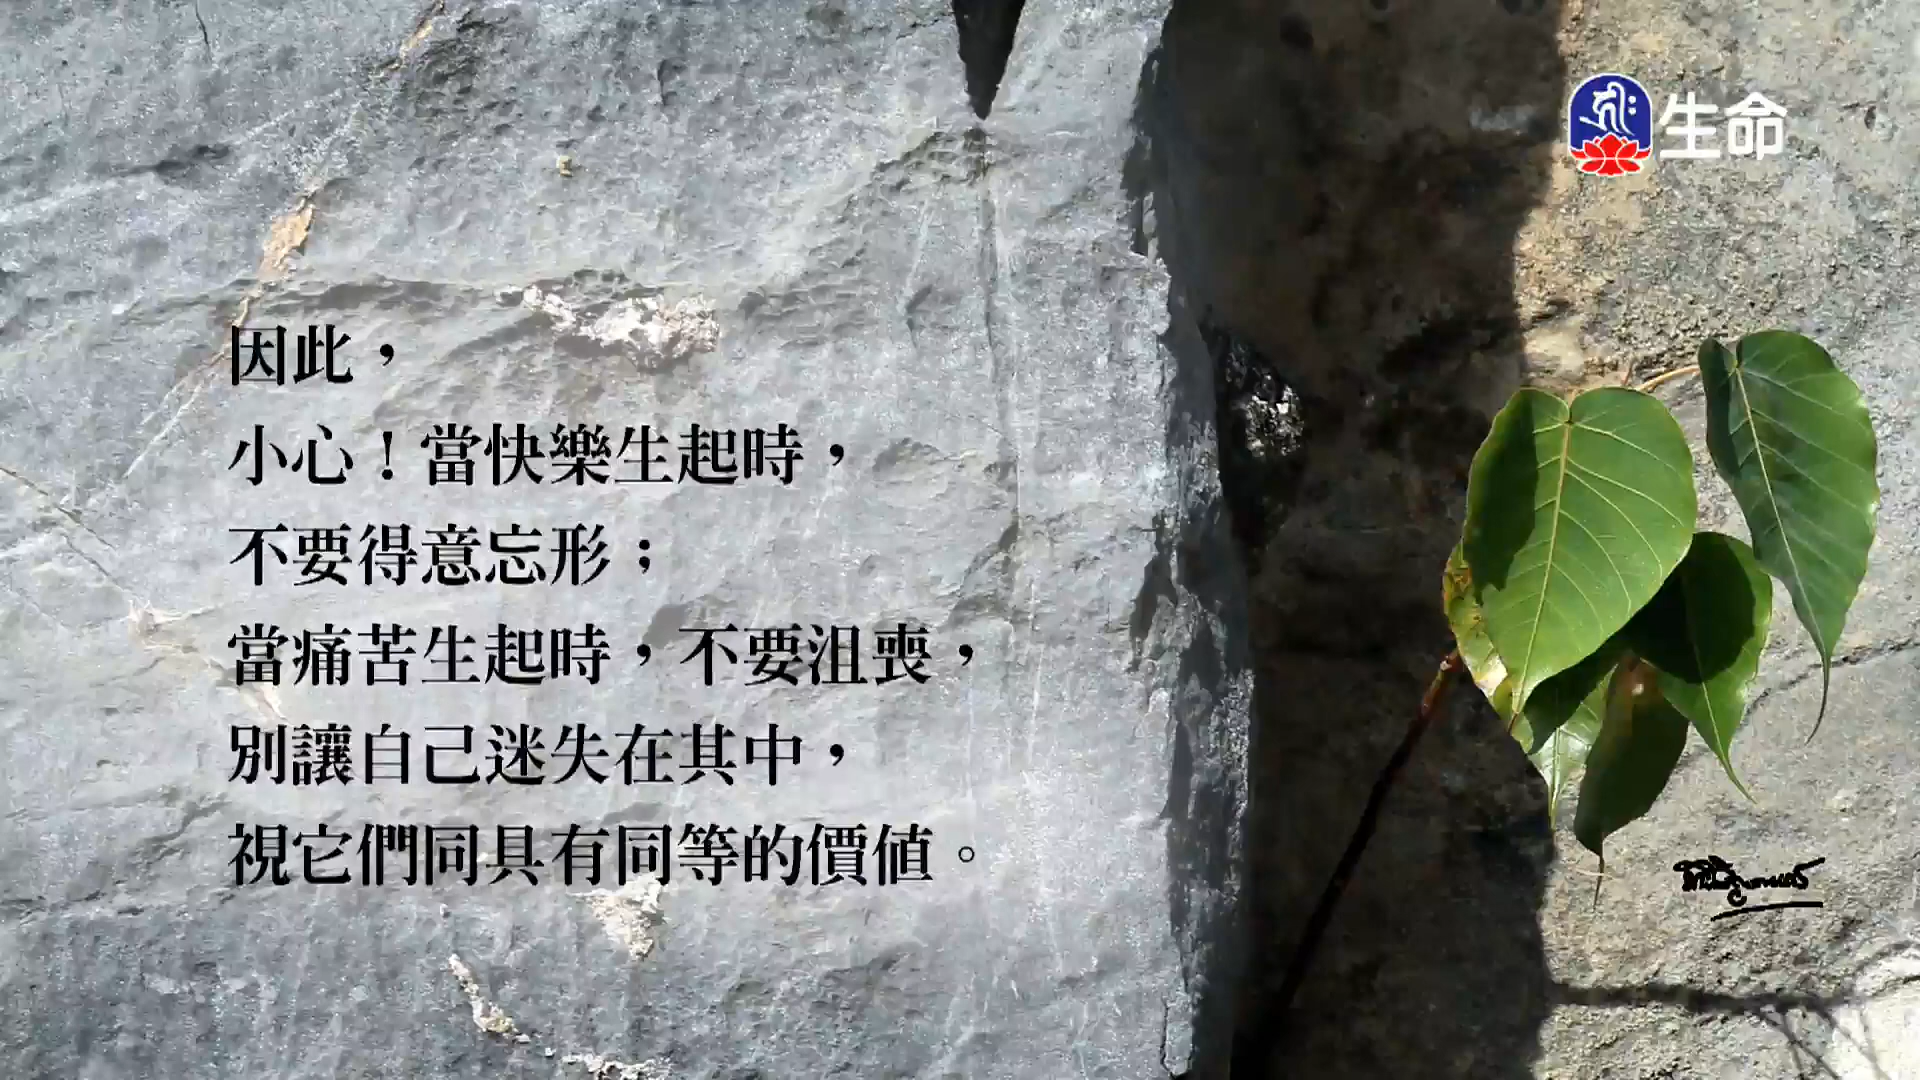 生命
因此，
小心！當快樂生起時，
不要得意忘形；
當痛苦生起時，不要沮喪，
別讓自己迷失在其中，
視它們同具有同等的價值。